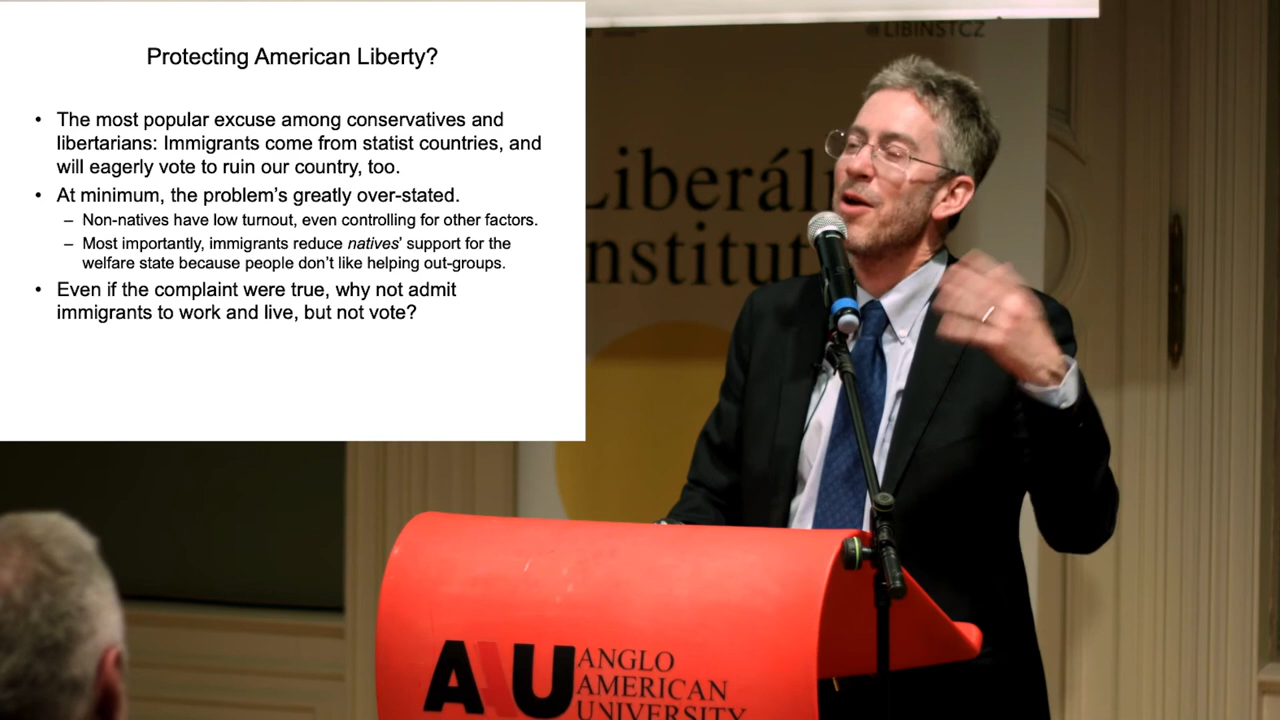 Protecting American Liberty?
• The most popular excuse among conservatives and
libertarians: Immigrants come from statist countries, and
will eagerly vote to ruin our country, too.
• At minimum, the problem's greatly over-stated.
– Non-natives have low turnout, even controlling for other factors.
– Most importantly, immigrants reduce natives' support for the
welfare state because people don't like helping out-groups.
• Even if the complaint were true, why not admit
immigrants to work and live, but not vote?
@LIBINSTCZ
Liberáln
Institut
AAU
ANGLO
AMERICAN
UNIVERSITY